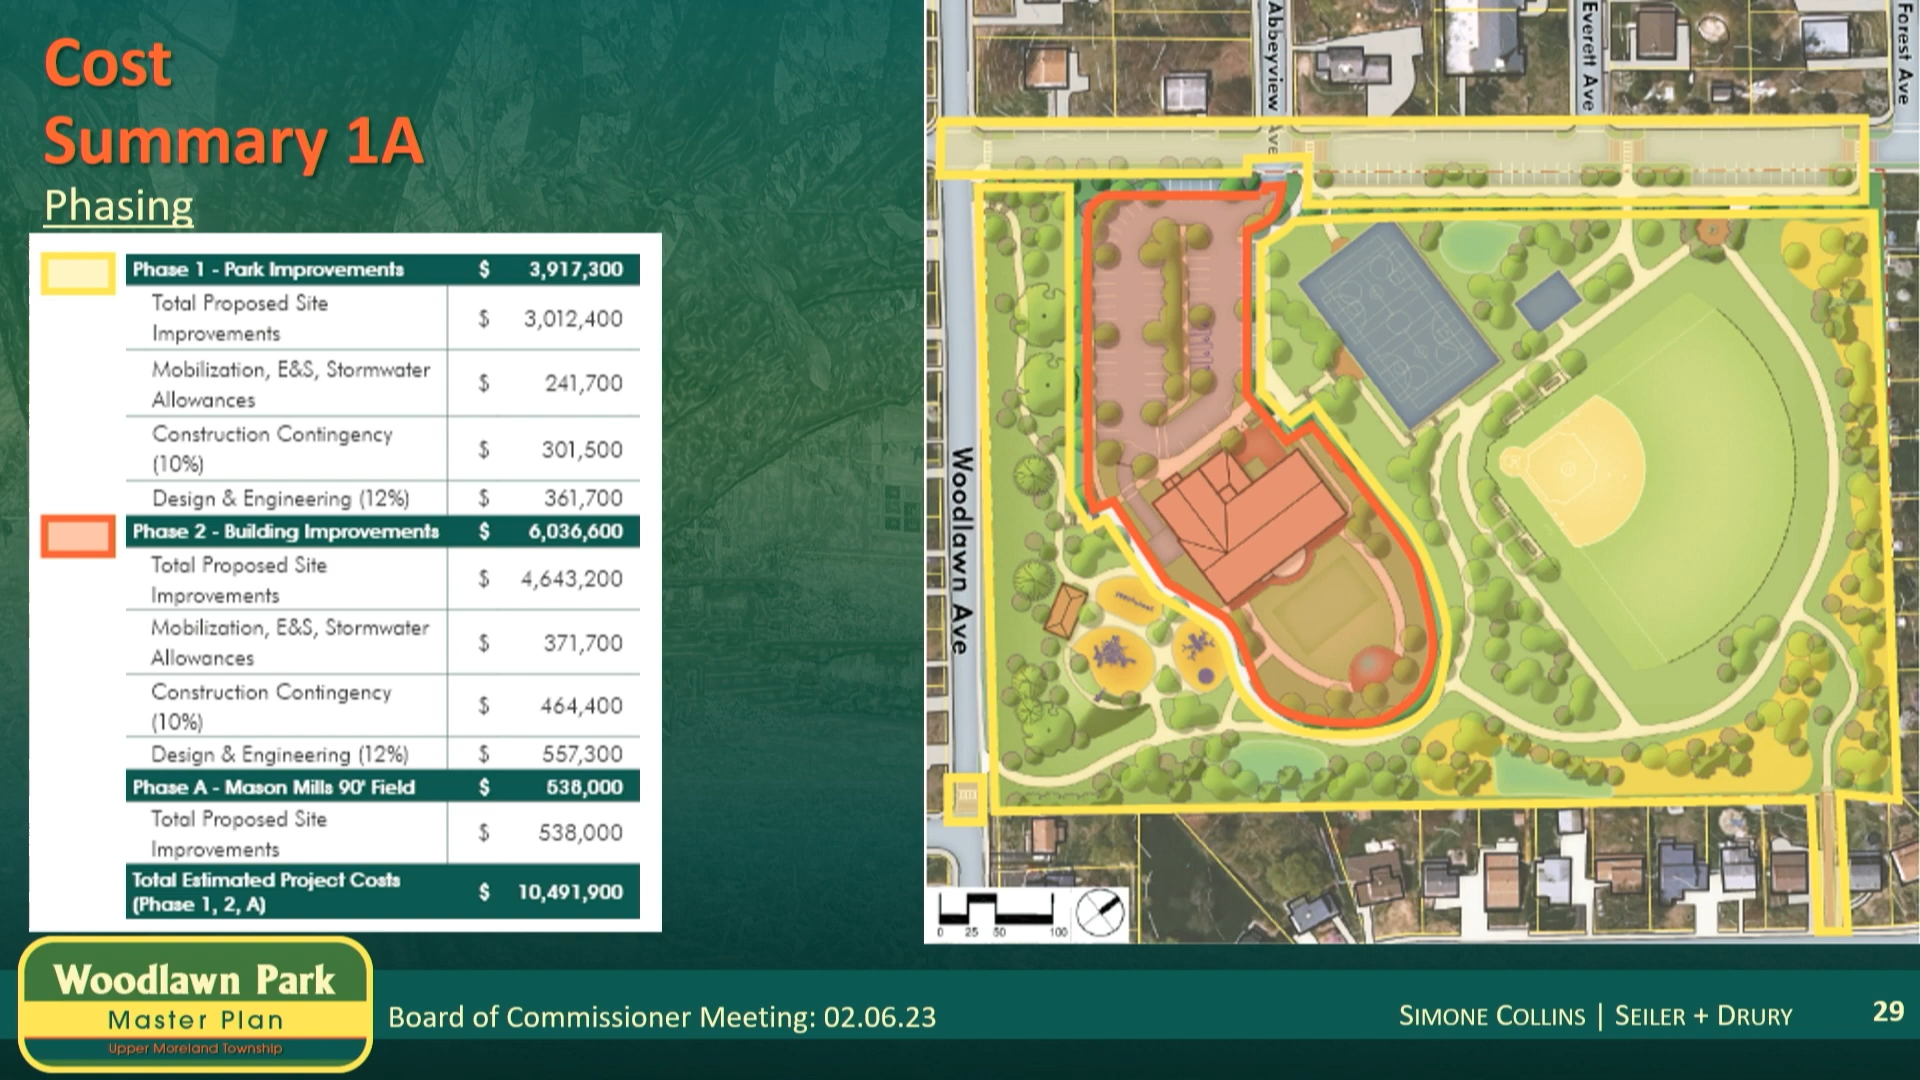 Cost
Summary 1A
Phasing
Phase 1 - Park Improvements $ 3,917,300
Total Proposed Site
Improvements
$ 3,012,400
Mobilization, E&S, Stormwater
Allowances
$ 241,700
Construction Contingency
(10%)
$ 301,500
Design & Engineering (12%) $ 361,700
Phase 2 - Building Improvements $ 6,036,600
Total Proposed Site
Improvements
$ 4,643,200
Mobilization, E&S, Stormwater
Allowances
$ 371,700
Construction Contingency
(10%)
$ 464,400
Design & Engineering (12%) $ 557,300
Phase A - Mason Mills 90' Field $ 538,000
Total Proposed Site
Improvements
$ 538,000
Total Estimated Project Costs
(Phase 1, 2, A)
$ 10,491,900
Abbeyview Ave
Everett Ave
Forest Ave
Woodlawn Ave
0 25 50 100
Woodlawn Park
Master Plan
Upper Moreland Township
Board of Commissioner Meeting: 02.06.23
SIMONE COLLINS | SEILER + DRURY
29